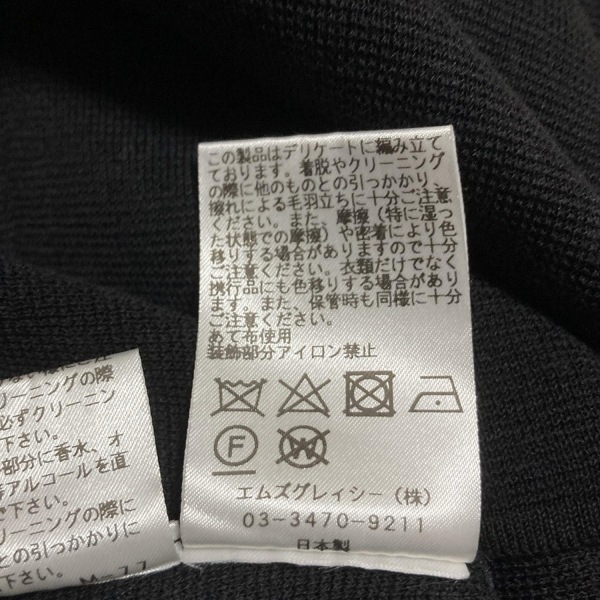 この製品はデリケートに編み立て
ております。着脱やクリーニング
の際に他のものとの引っかかり、
擦れによる毛羽立ちに十分ご注意
ください。また、摩擦（特に湿っ
た状態での摩擦）や密着により色
移りする場合がありますので十分
ご注意ください。衣類だけでなく
携行品にも色移りする場合があり
ます。また、保管時も同様に十分
ご注意ください。
あて布使用
装飾部分アイロン禁止
F
W
エムズグレイシー（株）
03-3470-9211
日本製
リーニングの際
必ずクリーニン
下さい。
部分に香水、オ
等アルコールを直
で下さい。
ーニングの際に
との引っかかりに
下さい。